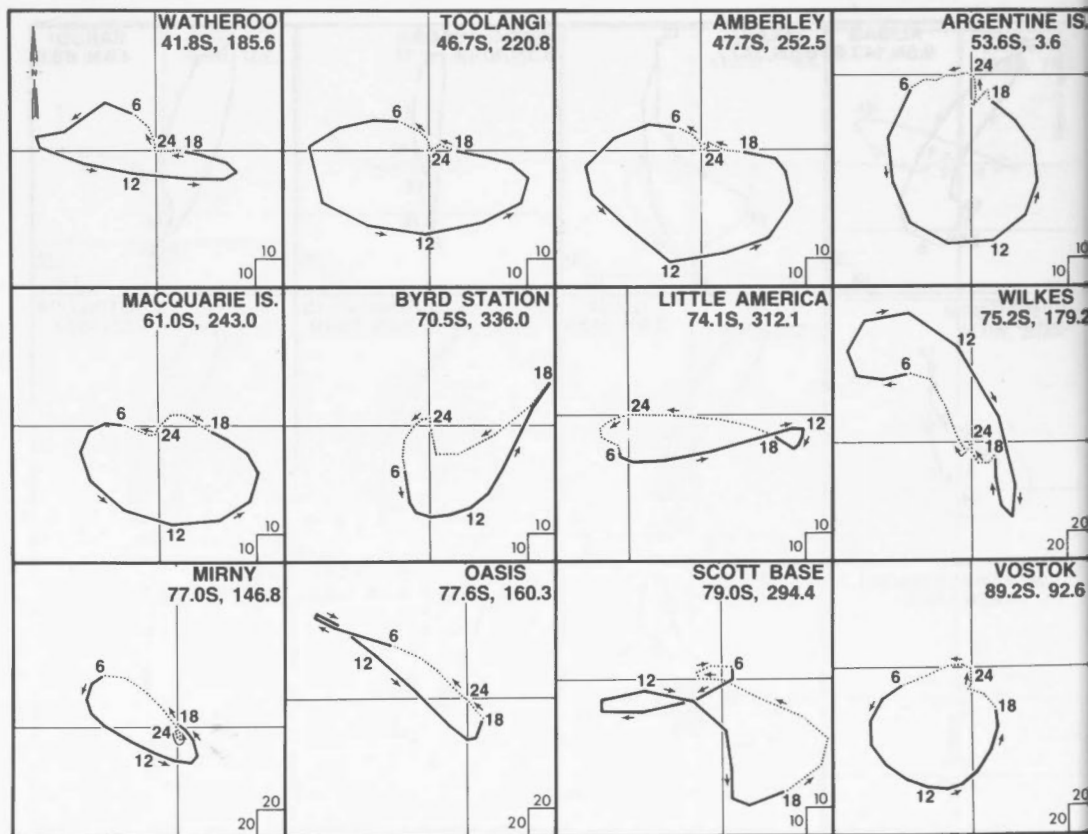 WATHEROO
41.8S, 185.6
N
6
24
18
12
10
10
TOOLANGI
46.7S, 220.8
6
18
24
12
10
10
AMBERLEY
47.7S, 252.5
6
18
24
12
10
10
ARGENTINE IS.
53.6S, 3.6
24
6
18
12
10
10
MACQUARIE IS.
61.0S, 243.0
6
18
24
12
10
10
BYRD STATION
70.5S, 336.0
18
24
6
12
10
10
LITTLE AMERICA
74.1S, 312.1
24
12
18
6
10
10
WILKES
75.2S, 179.2
12
6
24
18
20
20
MIRNY
77.0S, 146.8
6
18
24
12
20
20
OASIS
77.6S, 160.3
6
12
24
18
20
20
SCOTT BASE
79.0S, 294.4
6
12
18
10
10
VOSTOK
89.2S. 92.6
24
6
18
12
20
20